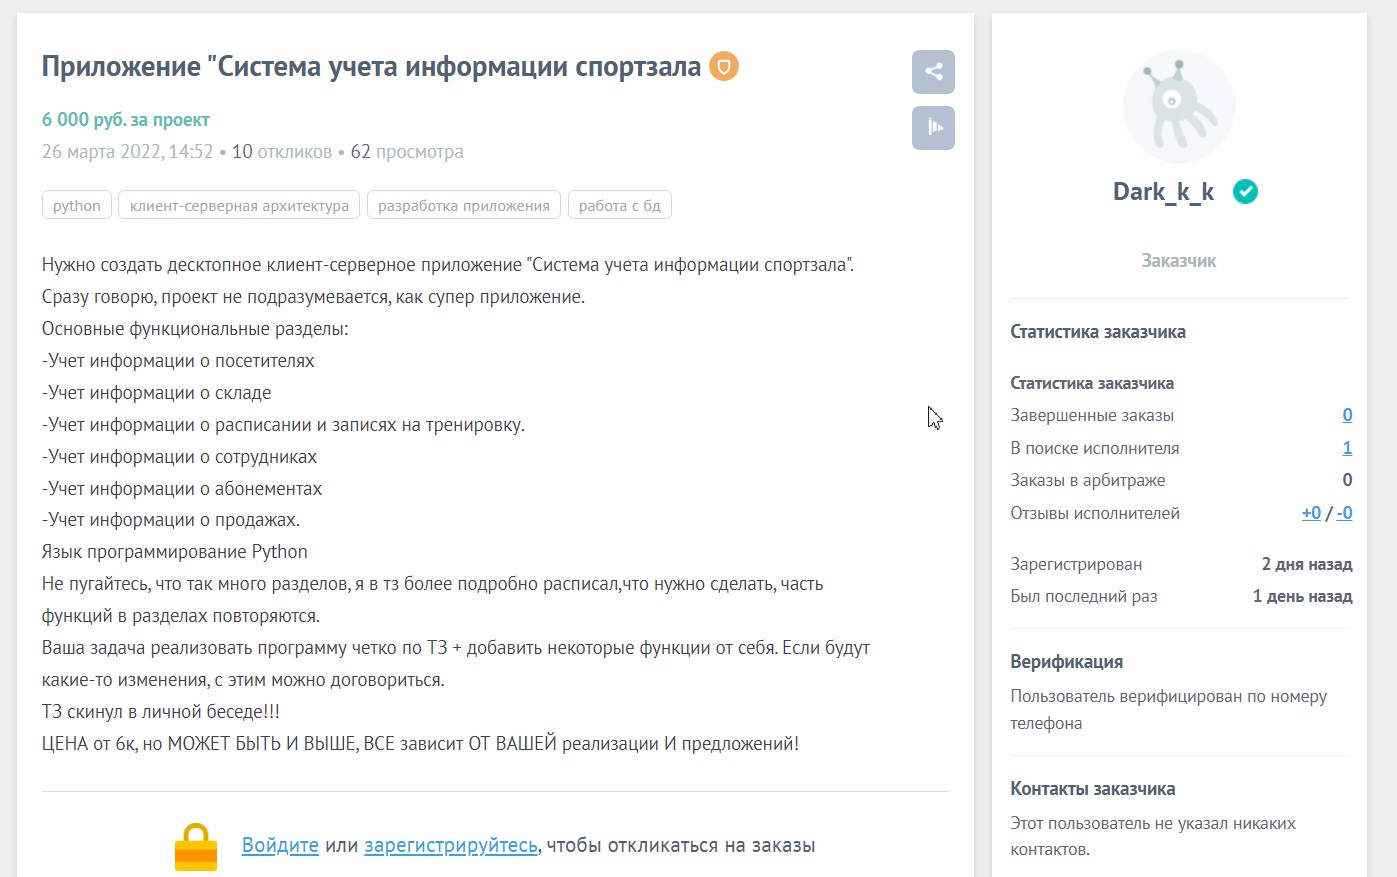 Приложение "Система учета информации спортзала
6 000 руб. за проект
26 марта 2022, 14:52 • 10 откликов • 62 просмотра
python клиент-серверная архитектура разработка приложения работа с бд
Нужно создать десктопное клиент-серверное приложение "Система учета информации спортзала".
Сразу говорю, проект не подразумевается, как супер приложение.
Основные функциональные разделы:
-Учет информации о посетителях
-Учет информации о складе
-Учет информации о расписании и записях на тренировку.
-Учет информации о сотрудниках
-Учет информации о абонементах
-Учет информации о продажах.
Язык программирование Python
Не пугайтесь, что так много разделов, я в тз более подробно расписал,что нужно сделать, часть
функций в разделах повторяются.
Ваша задача реализовать программу четко по ТЗ + добавить некоторые функции от себя. Если будут
какие-то изменения, с этим можно договориться.
ТЗ скинул в личной беседе!!!
ЦЕНА от 6к, но МОЖЕТ БЫТЬ И ВЫШЕ, ВСЕ зависит ОТ ВАШЕЙ реализации И предложений!
Войдите или зарегистрируйтесь, чтобы откликаться на заказы
Dark_k_k
Заказчик
Статистика заказчика
Статистика заказчика
Завершенные заказы 0
В поиске исполнителя 1
Заказы в арбитраже 0
Отзывы исполнителей +0 / -0
Зарегистрирован 2 дня назад
Был последний раз 1 день назад
Верификация
Пользователь верифицирован по номеру
телефона
Контакты заказчика
Этот пользователь не указал никаких
контактов.